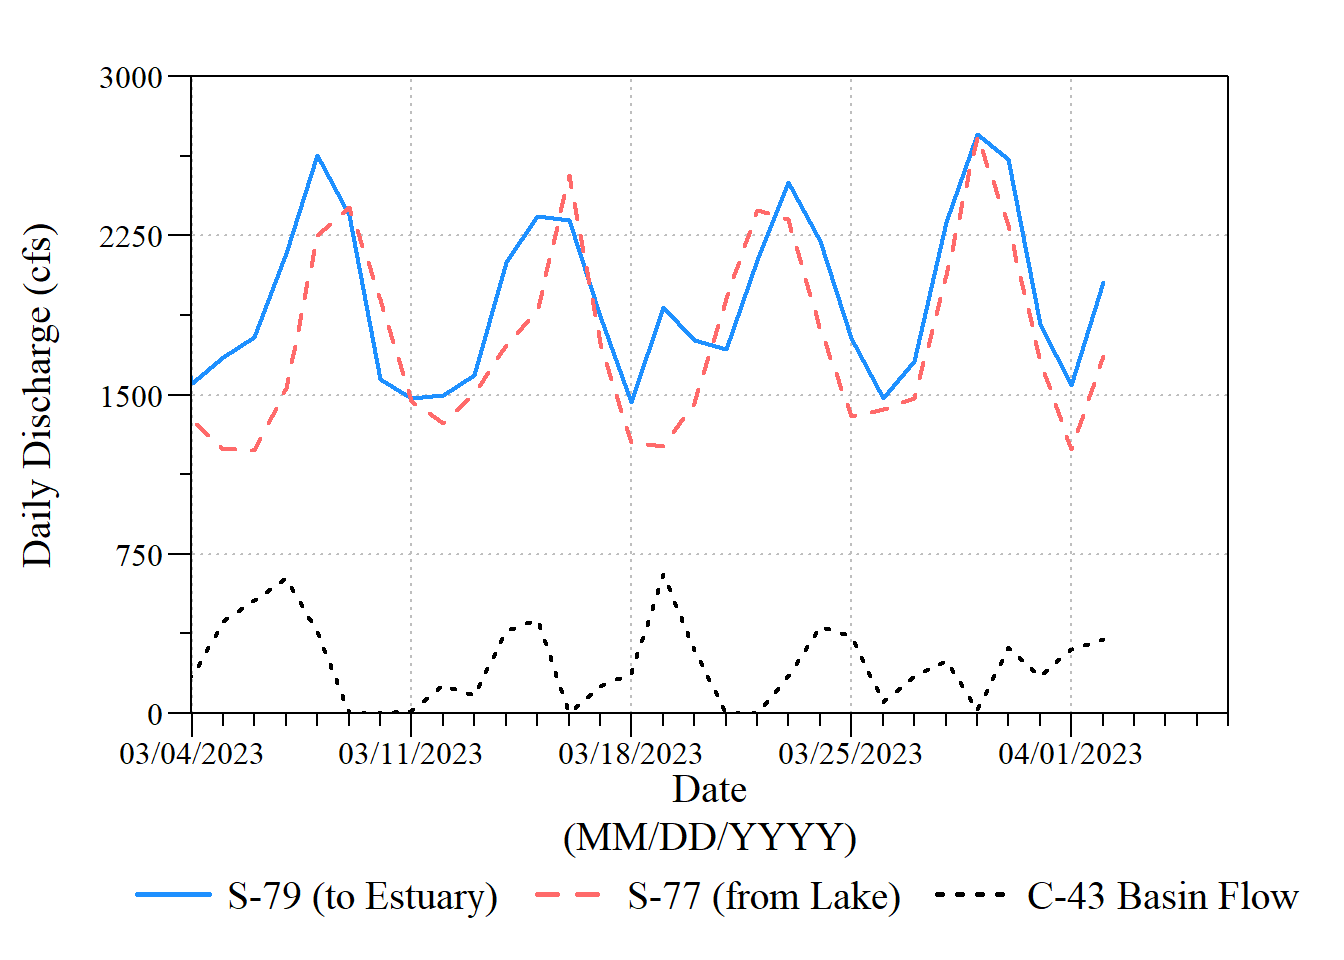 3000
2250
1500
750
0
Daily Discharge (cfs)
03/04/2023 03/11/2023 03/18/2023 03/25/2023 04/01/2023
Date
(MM/DD/YYYY)
S-79 (to Estuary) S-77 (from Lake) C-43 Basin Flow